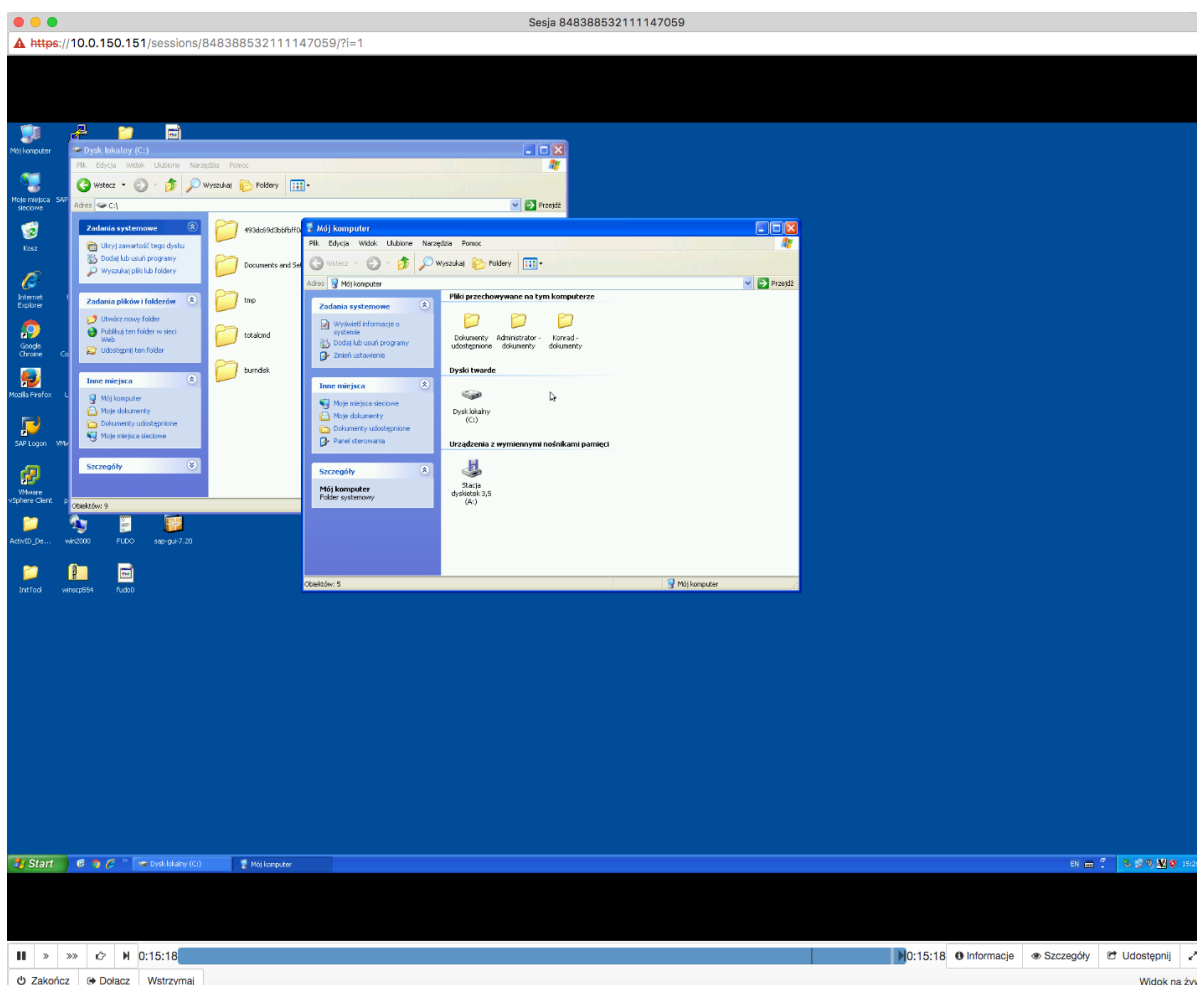 Sesja 848388532111147059
https://10.0.150.151/sessions/848388532111147059/?i=1
Mój komputer
Dysk lokalny (C:)
Plik Edycja Widok Ulubione Narzędzia Pomoc
Wstecz
Wyszukaj
Foldery
Moje miejsca sieciowe
SAP
Adres
C:\
Przejdź
Kosz
Zadania systemowe
Ukryj zawartość tego dysku
Dodaj lub usuń programy
Wyszukaj pliki lub foldery
Documents and Set
tmp
totalcmd
burndsk
Internet Explorer
Zadania plików i folderów
Utwórz nowy folder
Publikuj ten folder w sieci Web
Udostępnij ten folder
Google Chrome
Co
Inne miejsca
Mój komputer
Moje dokumenty
Dokumenty udostępnione
Moje miejsca sieciowe
Mozilla Firefox
SAP Logon
Szczegóły
VMware vSphere Client
Obiektów: 9
Mój komputer
Plik Edycja Widok Ulubione Narzędzia Pomoc
Wstecz
Wyszukaj
Foldery
Adres
Mój komputer
Przejdź
Zadania systemowe
Wyświetl informacje o systemie
Dodaj lub usuń programy
Zmień ustawienie
Inne miejsca
Moje miejsca sieciowe
Moje dokumenty
Dokumenty udostępnione
Panel sterowania
Szczegóły
Mój komputer
Folder systemowy
Pliki przechowywane na tym komputerze
Dokumenty udostępnione
Administrator - dokumenty
Konrad - dokumenty
Dyski twarde
Dysk lokalny (C:)
Urządzenia z wymiennymi nośnikami pamięci
Stacja dyskietek 3,5 (A:)
Obiektów: 5
Mój komputer
ActivID_De...
win2000
FUDO
sap-gui-7.20
InitTool
winscp554
fudo0
Start
Dysk lokalny (C:)
Mój komputer
EN
0:15:18
0:15:18
Informacje
Szczegóły
Udostępnij
Zakończ
Dołącz
Wstrzymaj
Widok na żyw